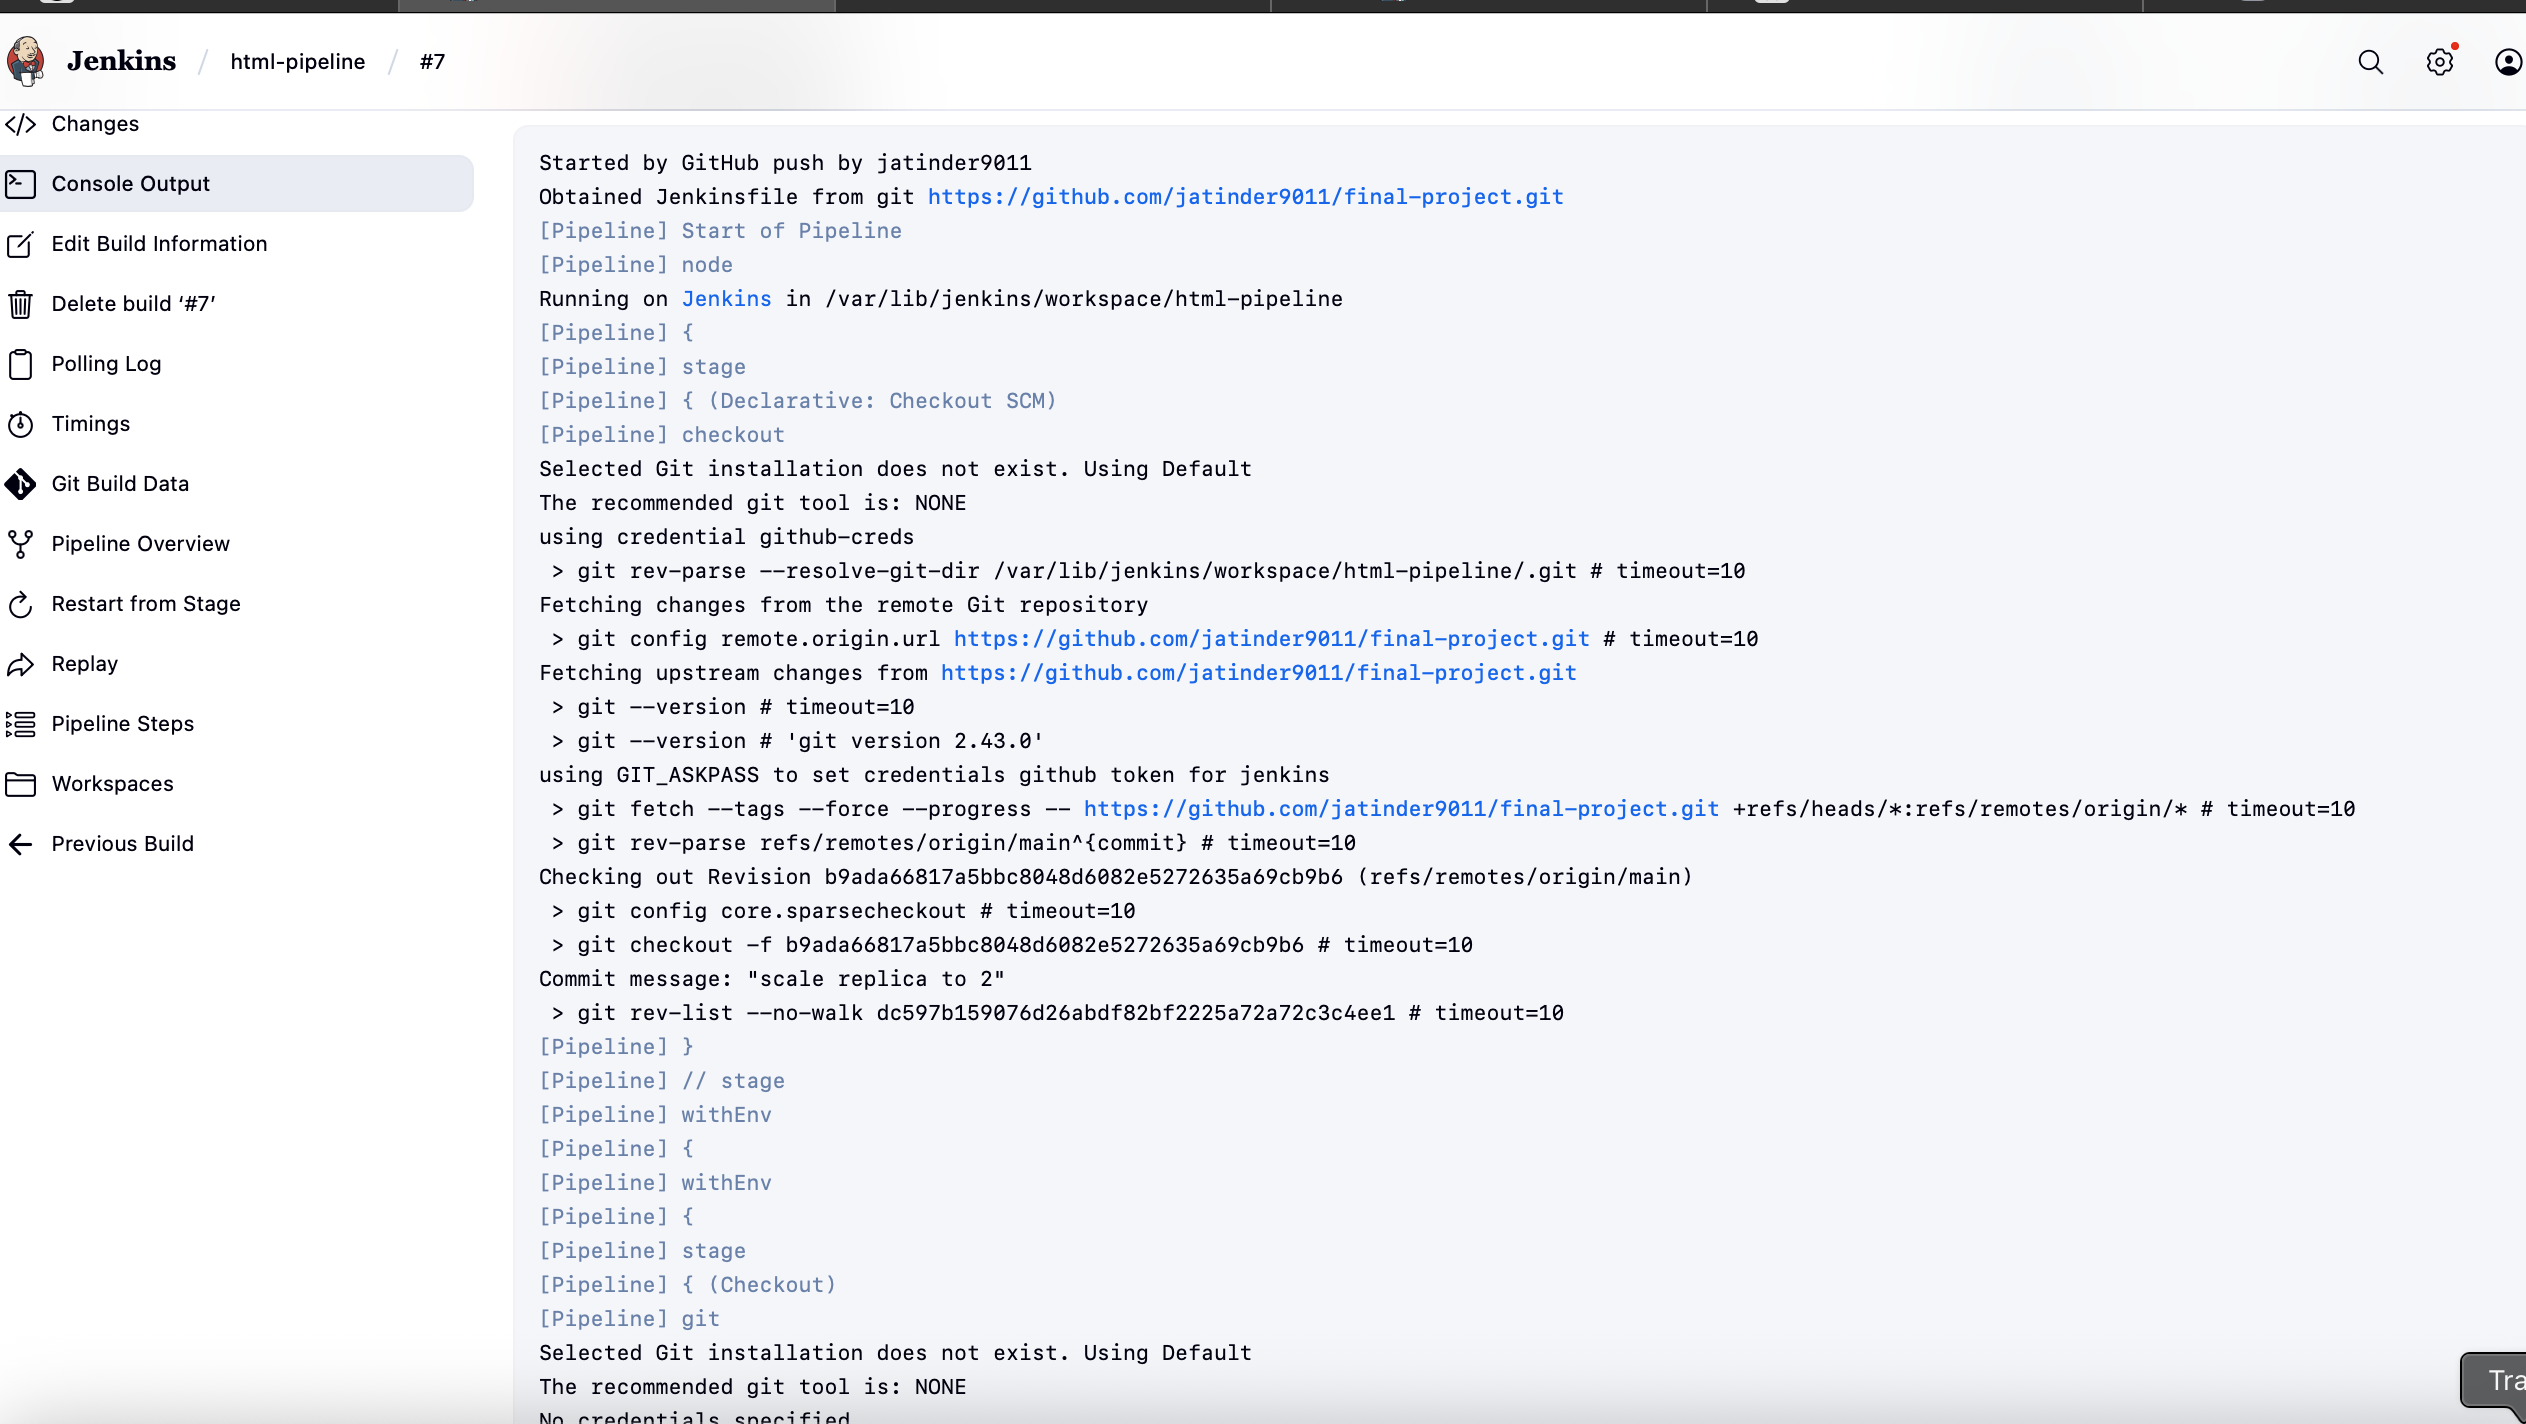 Jenkins / html-pipeline / #7
Changes
Console Output
Edit Build Information
Delete build ‘#7’
Polling Log
Timings
Git Build Data
Pipeline Overview
Restart from Stage
Replay
Pipeline Steps
Workspaces
Previous Build
Started by GitHub push by jatinder9011
Obtained Jenkinsfile from git https://github.com/jatinder9011/final-project.git
[Pipeline] Start of Pipeline
[Pipeline] node
Running on Jenkins in /var/lib/jenkins/workspace/html-pipeline
[Pipeline] {
[Pipeline] stage
[Pipeline] { (Declarative: Checkout SCM)
[Pipeline] checkout
Selected Git installation does not exist. Using Default
The recommended git tool is: NONE
using credential github-creds
 > git rev-parse --resolve-git-dir /var/lib/jenkins/workspace/html-pipeline/.git # timeout=10
Fetching changes from the remote Git repository
 > git config remote.origin.url https://github.com/jatinder9011/final-project.git # timeout=10
Fetching upstream changes from https://github.com/jatinder9011/final-project.git
 > git --version # timeout=10
 > git --version # 'git version 2.43.0'
using GIT_ASKPASS to set credentials github token for jenkins
 > git fetch --tags --force --progress -- https://github.com/jatinder9011/final-project.git +refs/heads/*:refs/remotes/origin/* # timeout=10
 > git rev-parse refs/remotes/origin/main^{commit} # timeout=10
Checking out Revision b9ada66817a5bbc8048d6082e5272635a69cb9b6 (refs/remotes/origin/main)
 > git config core.sparsecheckout # timeout=10
 > git checkout -f b9ada66817a5bbc8048d6082e5272635a69cb9b6 # timeout=10
Commit message: "scale replica to 2"
 > git rev-list --no-walk dc597b159076d26abdf82bf2225a72a72c3c4ee1 # timeout=10
[Pipeline] }
[Pipeline] // stage
[Pipeline] withEnv
[Pipeline] {
[Pipeline] withEnv
[Pipeline] {
[Pipeline] stage
[Pipeline] { (Checkout)
[Pipeline] git
Selected Git installation does not exist. Using Default
The recommended git tool is: NONE
No credentials specified
Tra